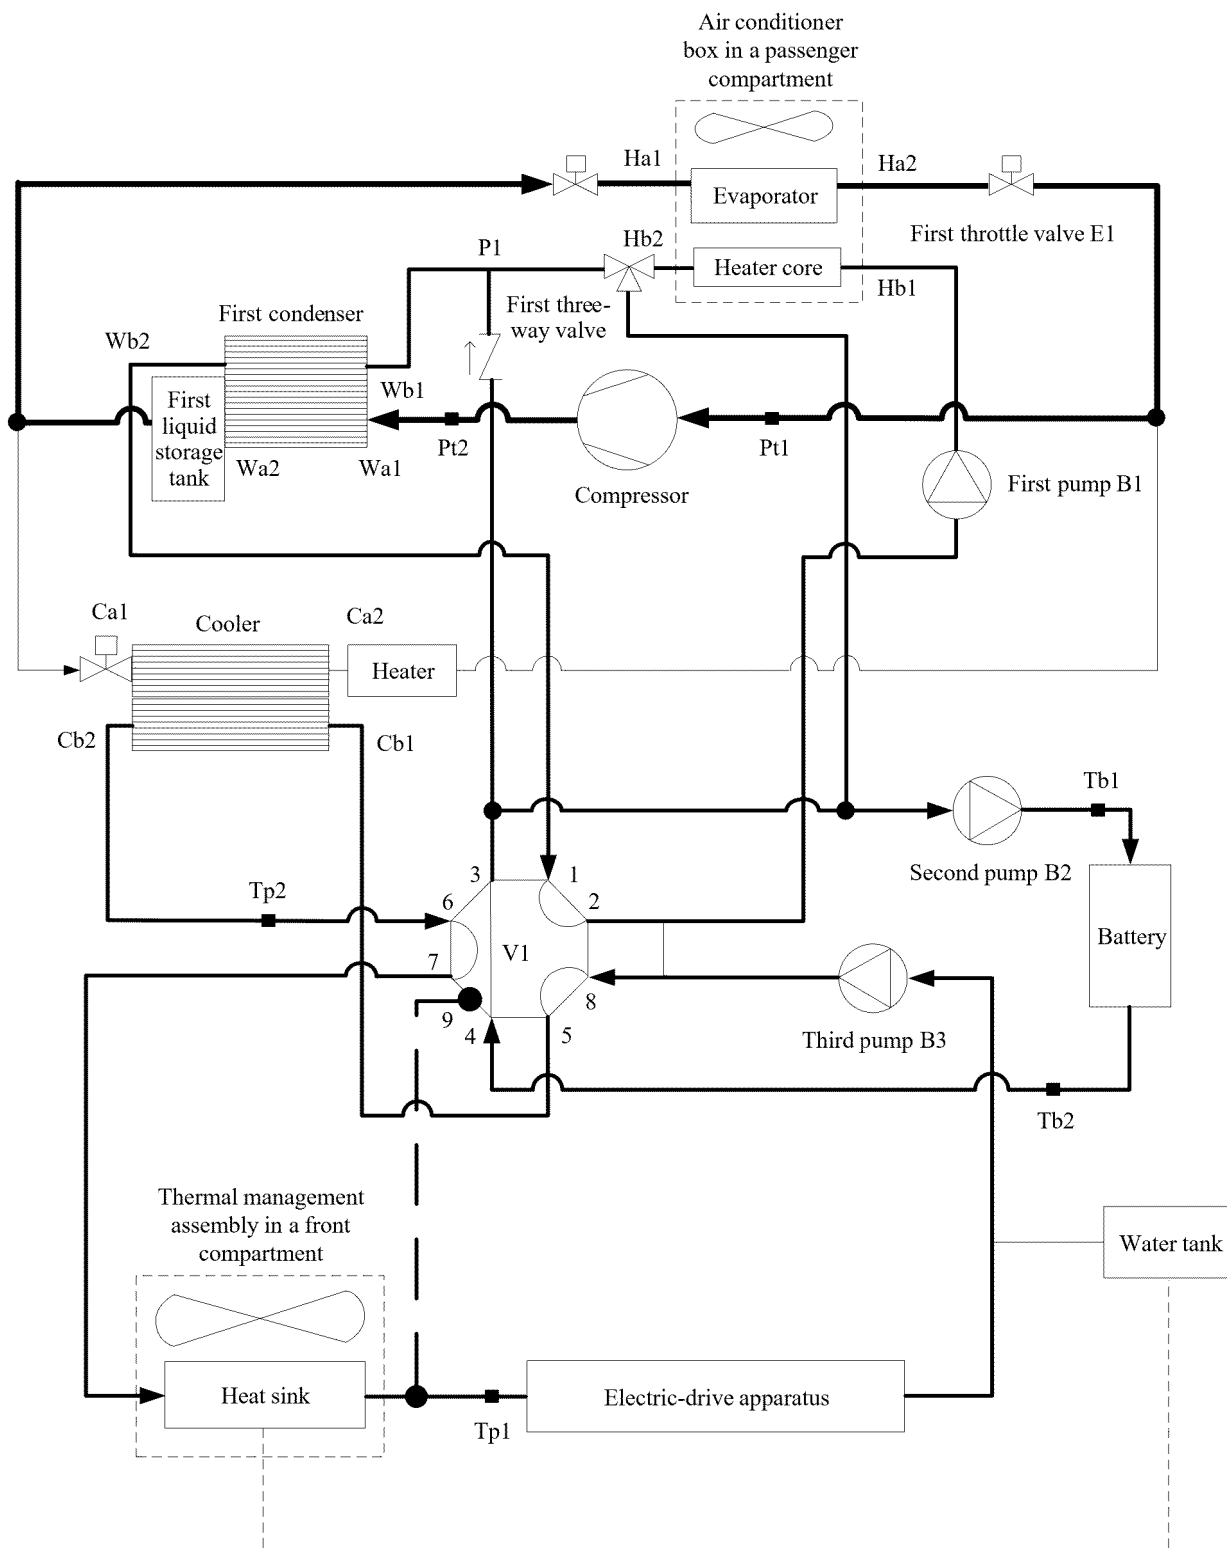 Air conditioner
box in a passenger
compartment
Ha1
Ha2
Evaporator
First throttle valve E1
Hb2
P1
Heater core
Hb1
First condenser
First three-
way valve
Wb2
Wb1
First
liquid
storage
tank
Pt2
Pt1
Wa2
Wa1
Compressor
First pump B1
Ca1
Cooler
Ca2
Heater
Cb2
Cb1
Tb1
Second pump B2
3
1
Tp2
6
2
Battery
V1
7
8
9
4
5
Third pump B3
Tb2
Thermal management
assembly in a front
compartment
Water tank
Heat sink
Electric-drive apparatus
Tp1